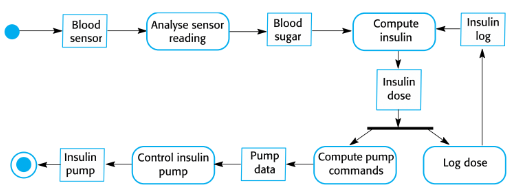 Blood
sensor
Analyse sensor
reading
Blood
sugar
Compute
insulin
Insulin
log
Insulin
dose
Insulin
pump
Control insulin
pump
Pump
data
Compute pump
commands
Log dose